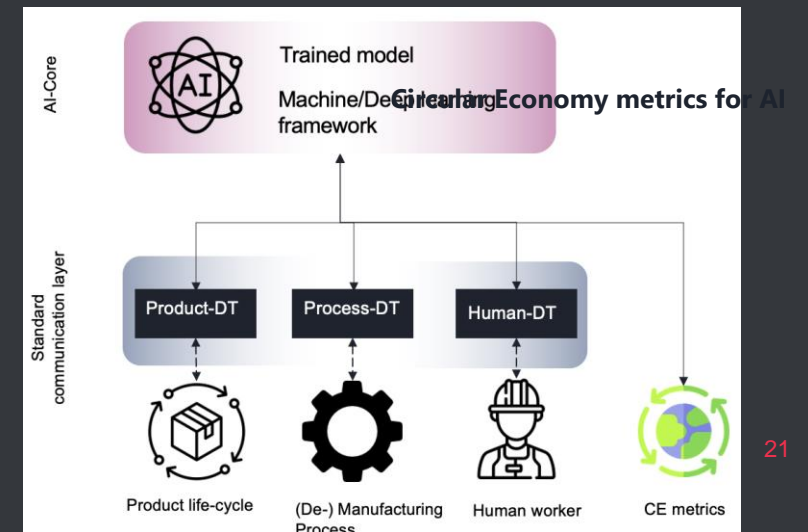 AI-Core
AI
Trained model
Machine/Deep learning
framework
Circular Economy metrics for AI
Standard
communication layer
Product-DT
Process-DT
Human-DT
21
Product life-cycle
(De-) Manufacturing
Process
Human worker
CE metrics